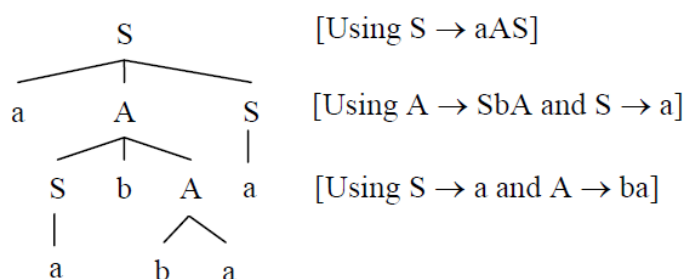 S [Using S → aAS]
a A S [Using A → SbA and S → a]
S b A a [Using S → a and A → ba]
a b a